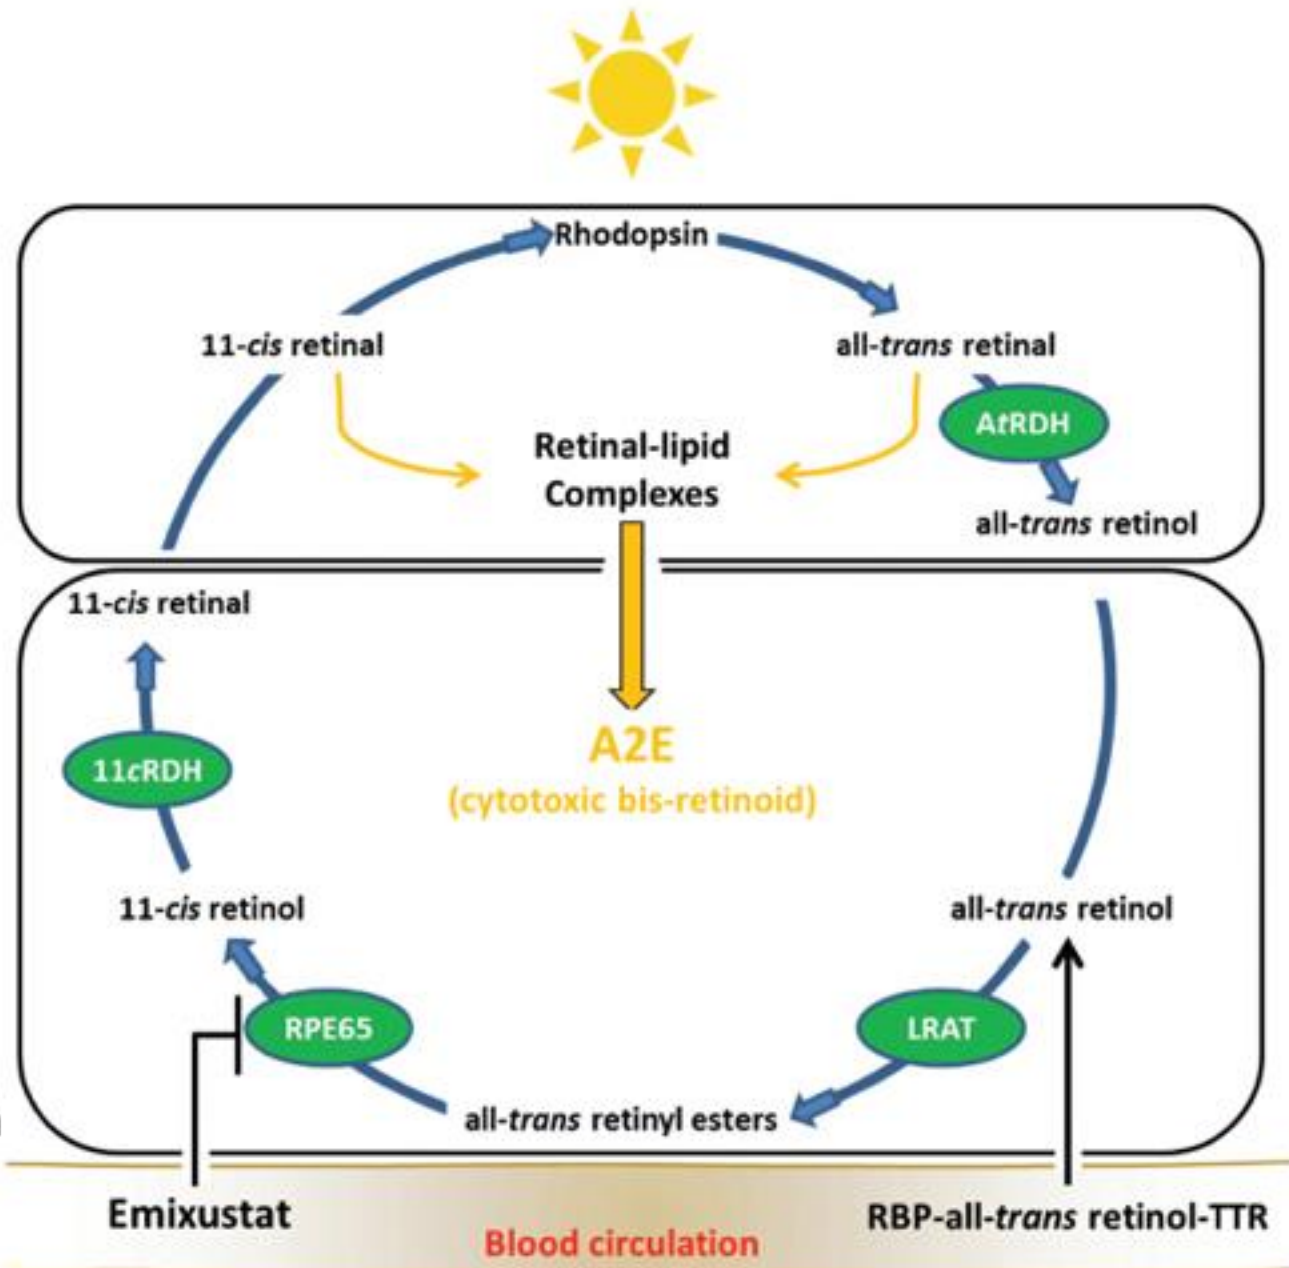 Rhodopsin
11-cis retinal
all-trans retinal
AtRDH
Retinal-lipid
Complexes
all-trans retinol
11-cis retinal
A2E
(cytotoxic bis-retinoid)
11cRDH
11-cis retinol
all-trans retinol
RPE65
LRAT
all-trans retinyl esters
Emixustat
RBP-all-trans retinol-TTR
Blood circulation